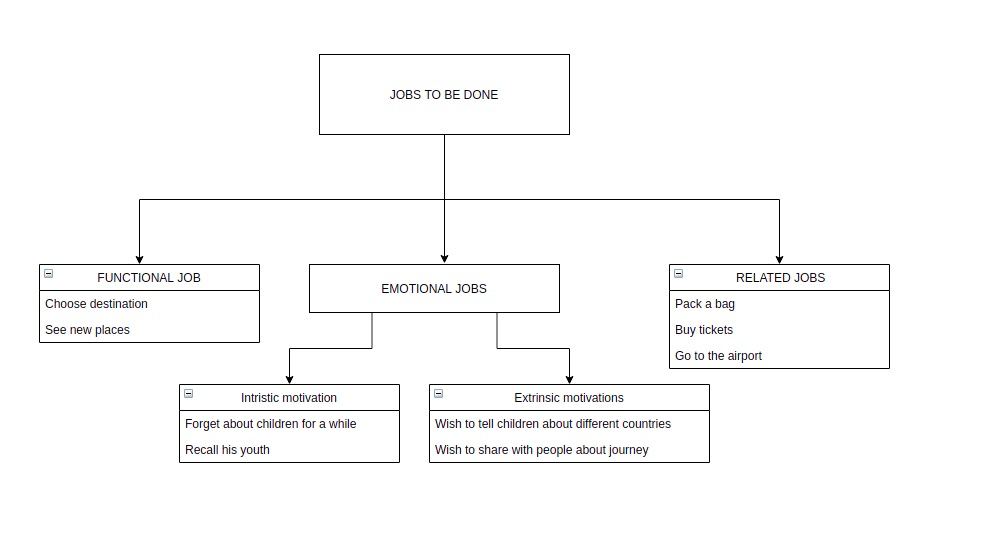 JOBS TO BE DONE
FUNCTIONAL JOB
Choose destination
See new places
EMOTIONAL JOBS
RELATED JOBS
Pack a bag
Buy tickets
Go to the airport
Intristic motivation
Forget about children for a while
Recall his youth
Extrinsic motivations
Wish to tell children about different countries
Wish to share with people about journey